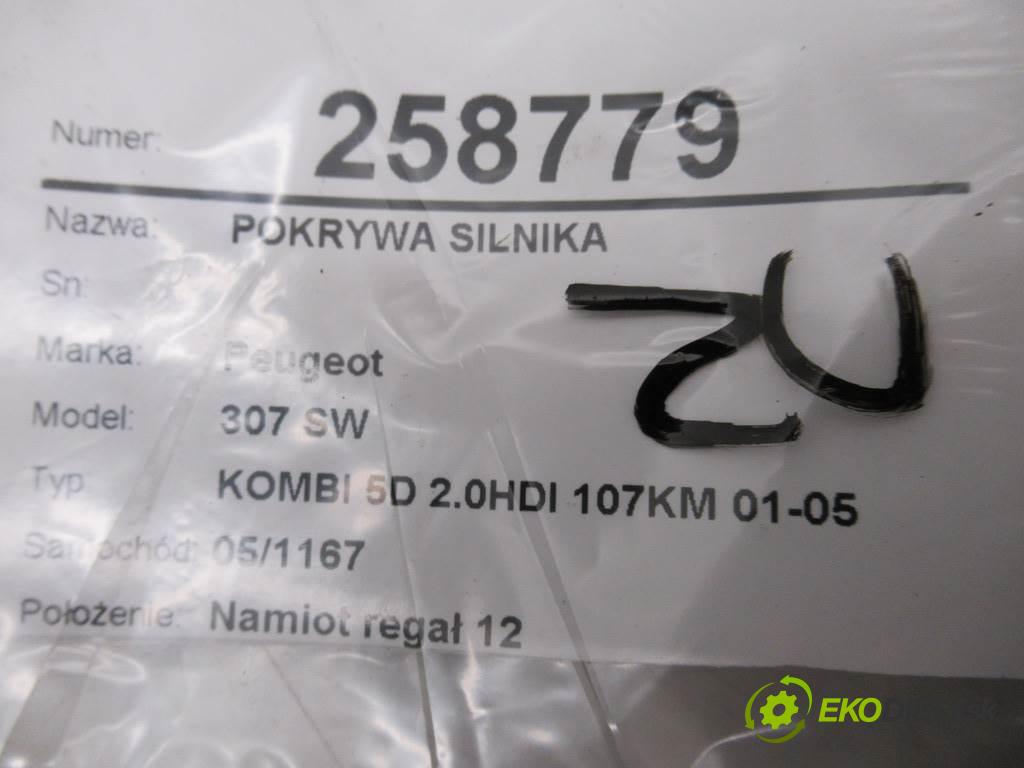 Numer: 258779
Nazwa: POKRYWA SILNIKA
Sn:
Marka: Peugeot
Model: 307 SW
Typ: KOMBI 5D 2.0HDI 107KM 01-05
Samochód: 05/1167
Położenie: Namiot regał 12
ZU
EKO